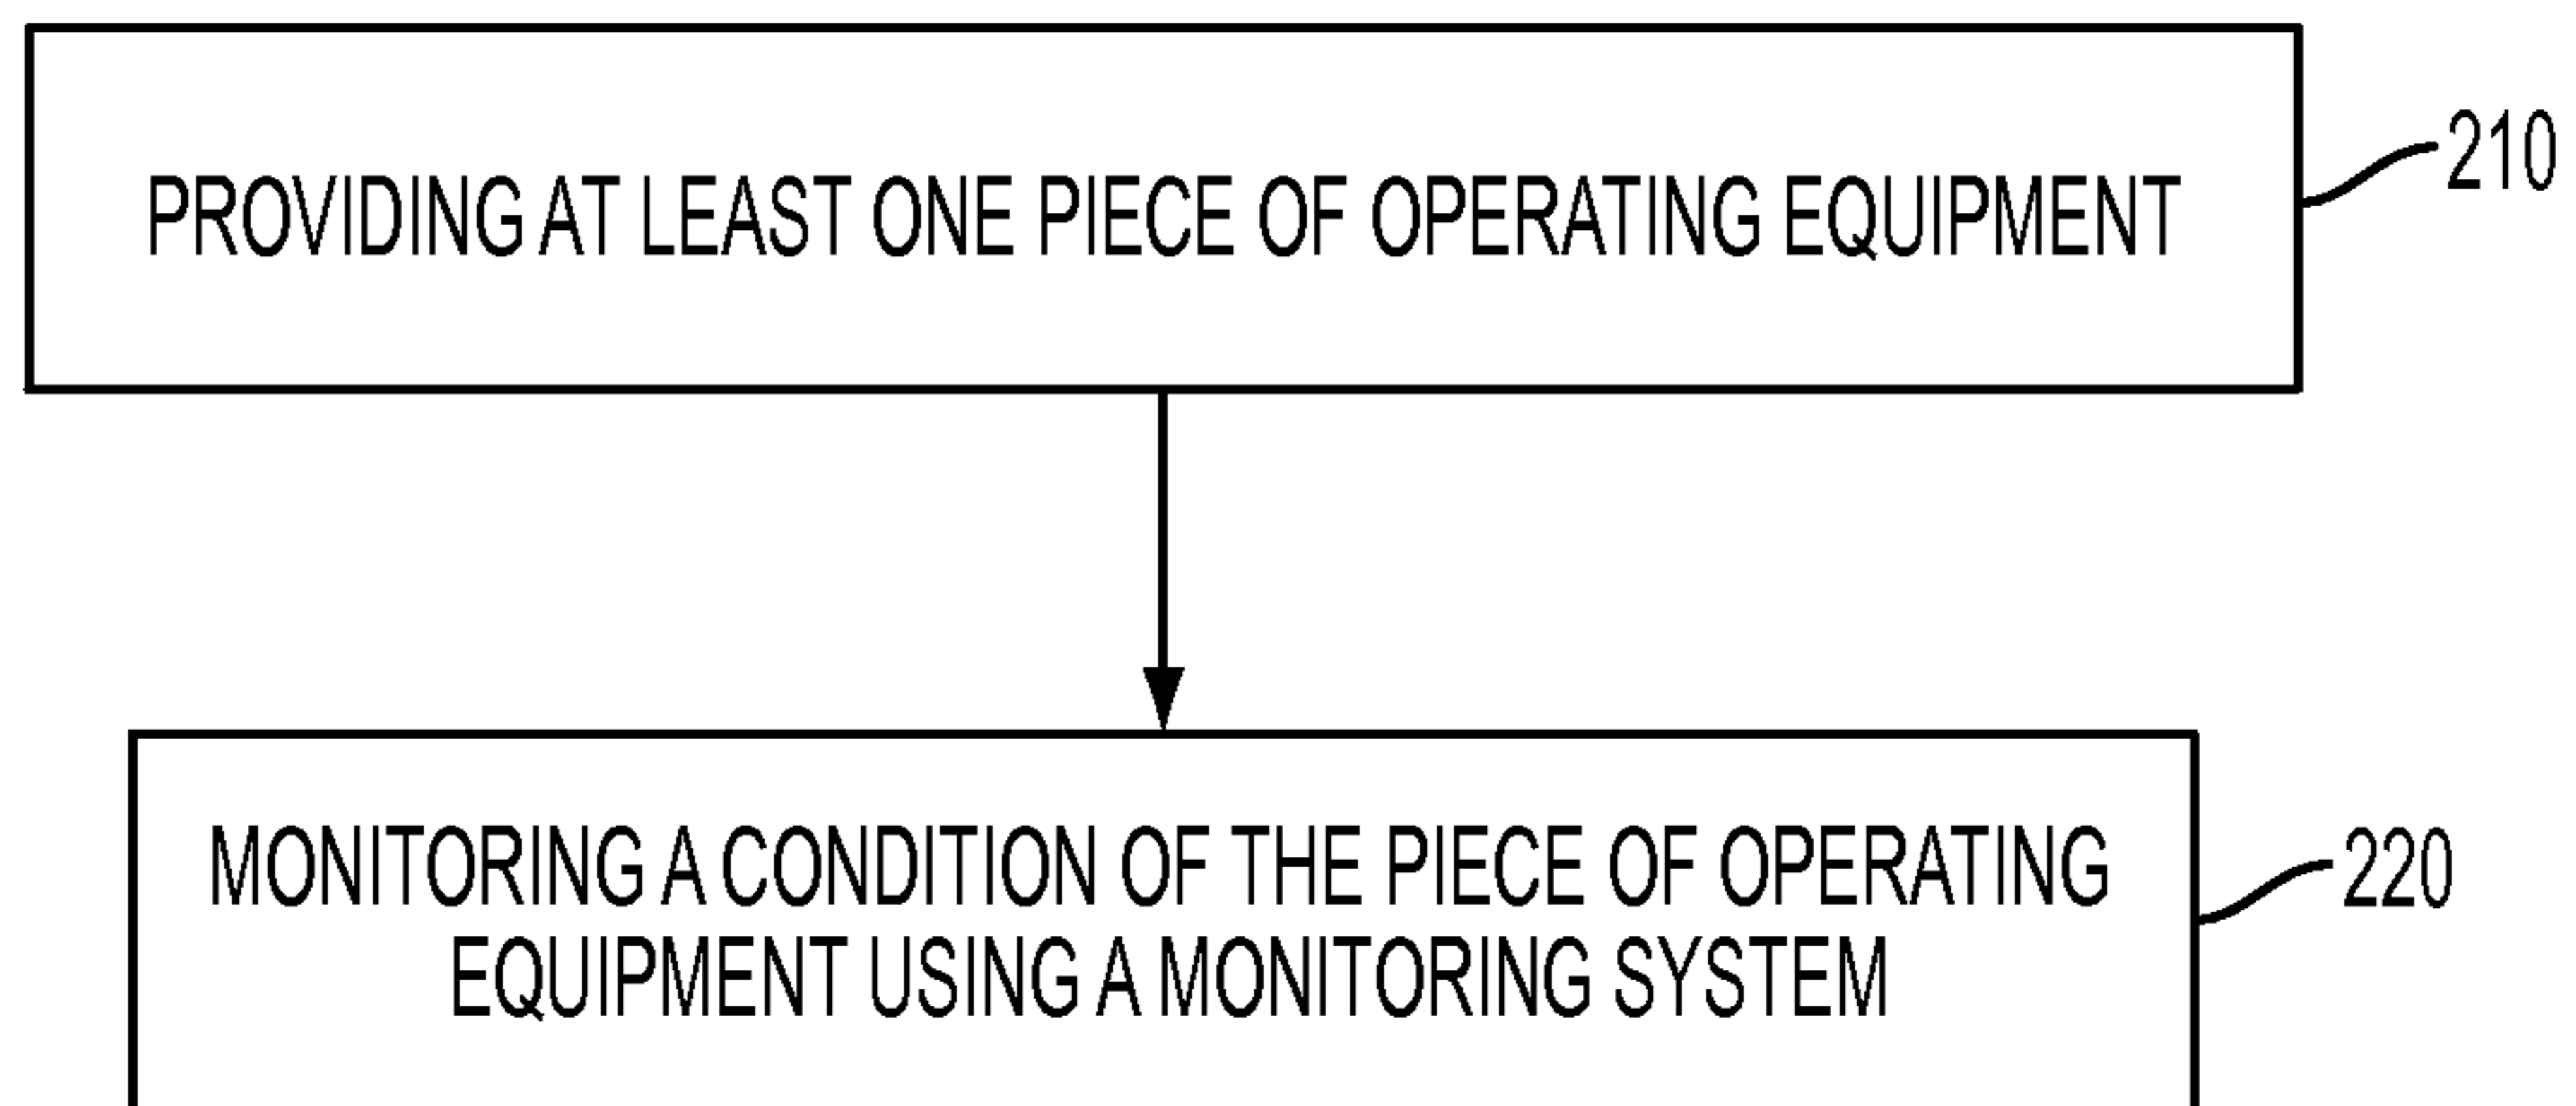 PROVIDING AT LEAST ONE PIECE OF OPERATING EQUIPMENT
210
MONITORING A CONDITION OF THE PIECE OF OPERATING
EQUIPMENT USING A MONITORING SYSTEM
220